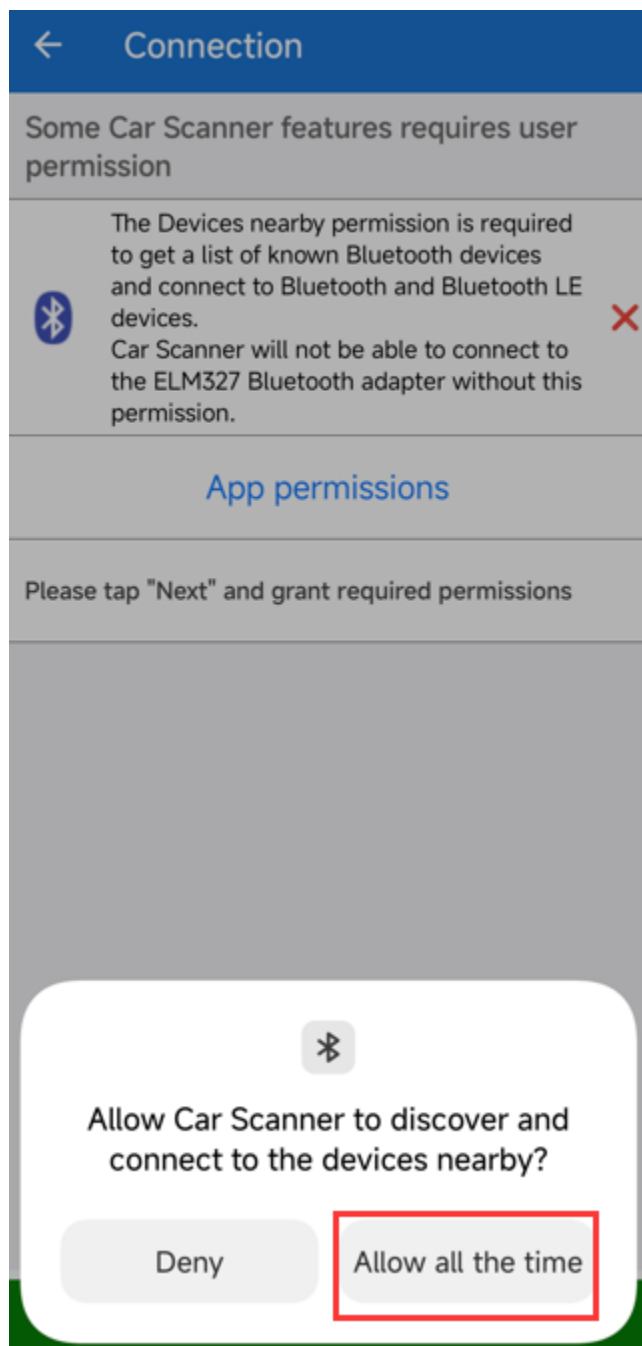 Connection
Some Car Scanner features requires user
permission
The Devices nearby permission is required
to get a list of known Bluetooth devices
and connect to Bluetooth and Bluetooth LE
devices.
Car Scanner will not be able to connect to
the ELM327 Bluetooth adapter without this
permission.
App permissions
Please tap "Next" and grant required permissions
Allow Car Scanner to discover and
connect to the devices nearby?
Deny
Allow all the time